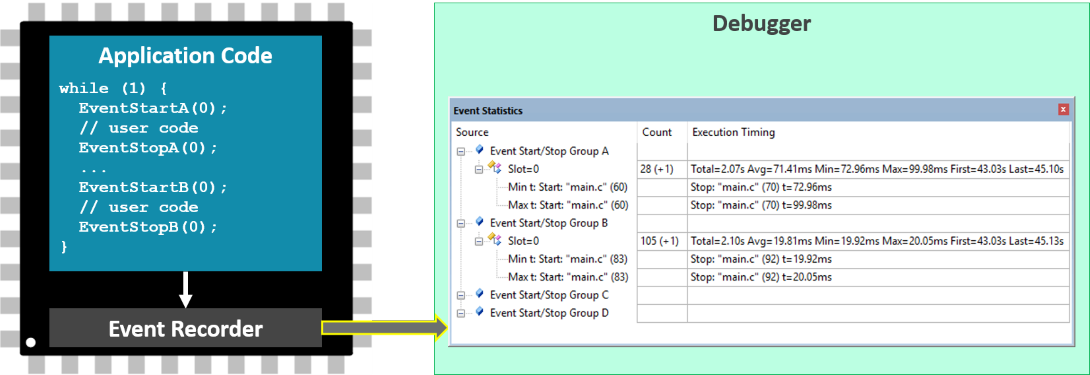 Application Code
while (1) {
EventStartA(0);
// user code
EventStopA(0);
...
EventStartB(0);
// user code
EventStopB(0);
}
Event Recorder
Debugger
Event Statistics
Source Count Execution Timing
Event Start/Stop Group A
Slot=0 28 (+1) Total=2.07s Avg=71.41ms Min=72.96ms Max=99.98ms First=43.03s Last=45.10s
Min t: Start: "main.c" (60) Stop: "main.c" (70) t=72.96ms
Max t: Start: "main.c" (60) Stop: "main.c" (70) t=99.98ms
Event Start/Stop Group B
Slot=0 105 (+1) Total=2.10s Avg=19.81ms Min=19.92ms Max=20.05ms First=43.03s Last=45.13s
Min t: Start: "main.c" (83) Stop: "main.c" (92) t=19.92ms
Max t: Start: "main.c" (83) Stop: "main.c" (92) t=20.05ms
Event Start/Stop Group C
Event Start/Stop Group D